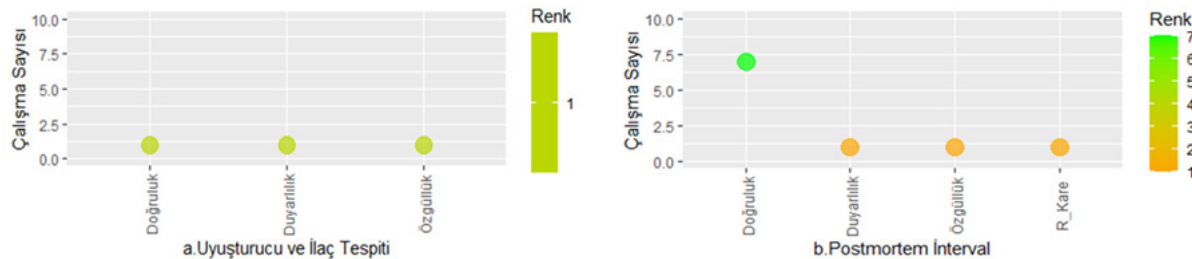 Çalışma Sayısı
10.0
7.5
5.0
2.5
0.0
Doğruluk
Duyarlılık
Özgüllük
a.Uyuşturucu ve İlaç Tespiti
Renk
1
Çalışma Sayısı
10.0
7.5
5.0
2.5
0.0
Doğruluk
Duyarlılık
Özgüllük
R_Kare
b.Postmortem İnterval
Renk
7
6
5
4
3
2
1